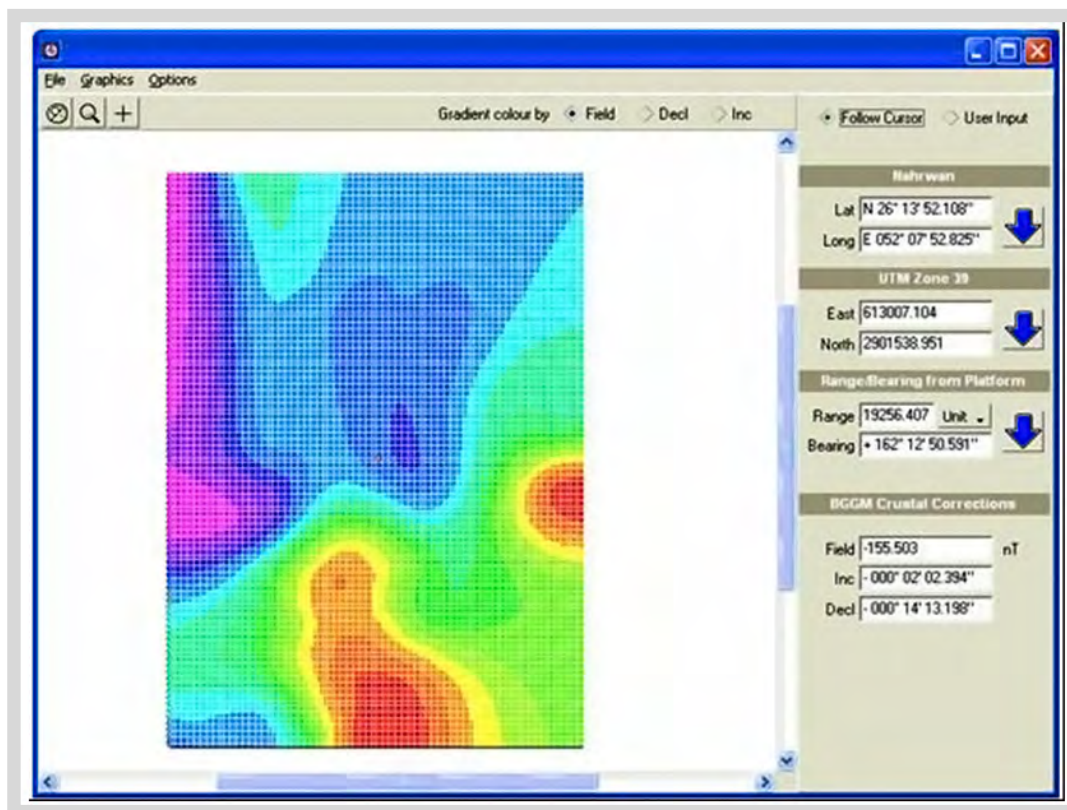 File Graphics Options
Gradient colour by Field Decl Inc
Follow Cursor User Input
Nahrwan
Lat N 26° 13' 52.108"
Long E 052° 07' 52.825"
UTM Zone 39
East 613007.104
North 2901538.951
Range/Bearing from Platform
Range 19256.407 Unit
Bearing + 162° 12' 50.591"
BGGM Crustal Corrections
Field -155.503 nT
Inc - 000° 02' 02.394"
Decl - 000° 14' 13.198"